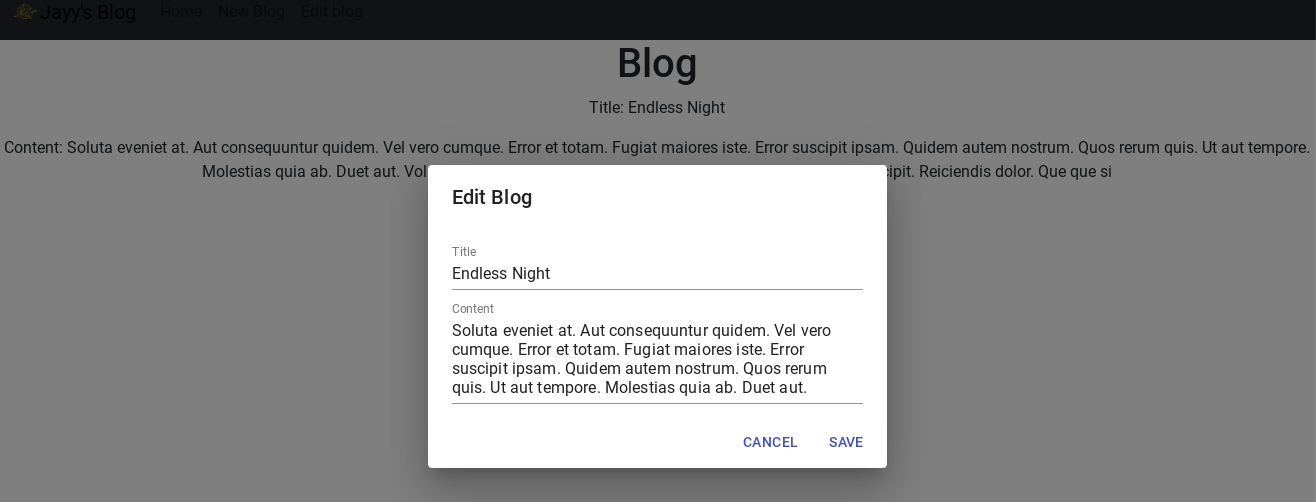 Jayy's Blog Home New Blog Edit blog
Blog
Title: Endless Night
Content: Soluta eveniet at. Aut consequuntur quidem. Vel vero cumque. Error et totam. Fugiat maiores iste. Error suscipit ipsam. Quidem autem nostrum. Quos rerum quis. Ut aut tempore.
Molestias quia ab. Duet aut. Reiciendis dolor. Que que si
Edit Blog
Title
Endless Night
Content
Soluta eveniet at. Aut consequuntur quidem. Vel vero
cumque. Error et totam. Fugiat maiores iste. Error
suscipit ipsam. Quidem autem nostrum. Quos rerum
quis. Ut aut tempore. Molestias quia ab. Duet aut.
CANCEL SAVE